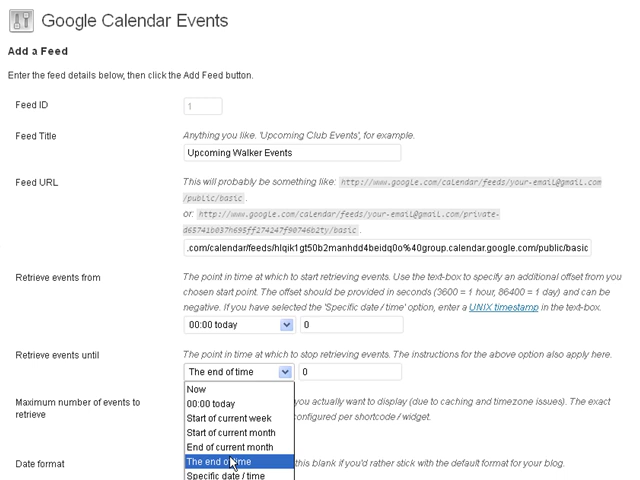 Google Calendar Events
Add a Feed
Enter the feed details below, then click the Add Feed button.
Feed ID
1
Feed Title
Anything you like. 'Upcoming Club Events', for example.
Upcoming Walker Events
Feed URL
This will probably be something like: http://www.google.com/calendar/feeds/your-email@gmail.com
/public/basic .
or: http://www.google.com/calendar/feeds/your-email@gmail.com/private-
d65741b037h695ff274247f90746b2ty/basic .
.com/calendar/feeds/hlqik1gt50b2manhdd4beidq0o%40group.calendar.google.com/public/basic
Retrieve events from
The point in time at which to start retrieving events. Use the text-box to specify an additional offset from you
chosen start point. The offset should be provided in seconds (3600 = 1 hour, 86400 = 1 day) and can be
negative. If you have selected the 'Specific date / time' option, enter a UNIX timestamp in the text-box.
00:00 today
0
Retrieve events until
The point in time at which to stop retrieving events. The instructions for the above option also apply here.
The end of time
0
Now
00:00 today
Start of current week
Start of current month
End of current month
The end of time
Specific date / time
Maximum number of events to
retrieve
you actually want to display (due to caching and timezone issues). The exact
configured per shortcode / widget.
Date format
this blank if you'd rather stick with the default format for your blog.